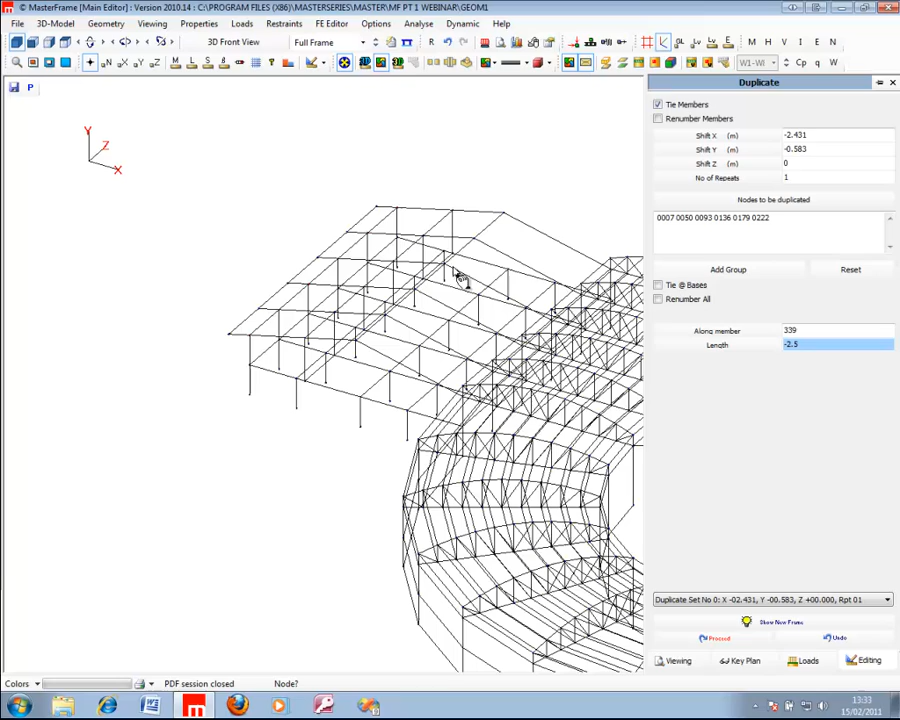 © MasterFrame [Main Editor] : Version 2010.14 : C:\PROGRAM FILES (X86)\MASTERSERIES\MASTER\MF PT 1 WEBINAR\GEOM1
File 3D-Model Geometry Viewing Properties Loads Restraints FE Editor Options Analyse Dynamic Help
3D Front View Full Frame R M H V I E N
N X Y Z M L S B W1-WI Cp q W
P
Y
Z
X
Duplicate
Tie Members
Renumber Members
Shift X (m) -2.431
Shift Y (m) -0.583
Shift Z (m) 0
No of Repeats 1
Nodes to be duplicated
0007 0050 0093 0136 0179 0222
Add Group Reset
Tie @ Bases
Renumber All
Along member 339
Length -2.5
Duplicate Set No 0: X -02.431, Y -00.583, Z +00.000, Rpt 01
Show New Frame
Proceed Undo
Viewing Key Plan Loads Editing
Colors PDF session closed Node?
13:33
15/02/2011